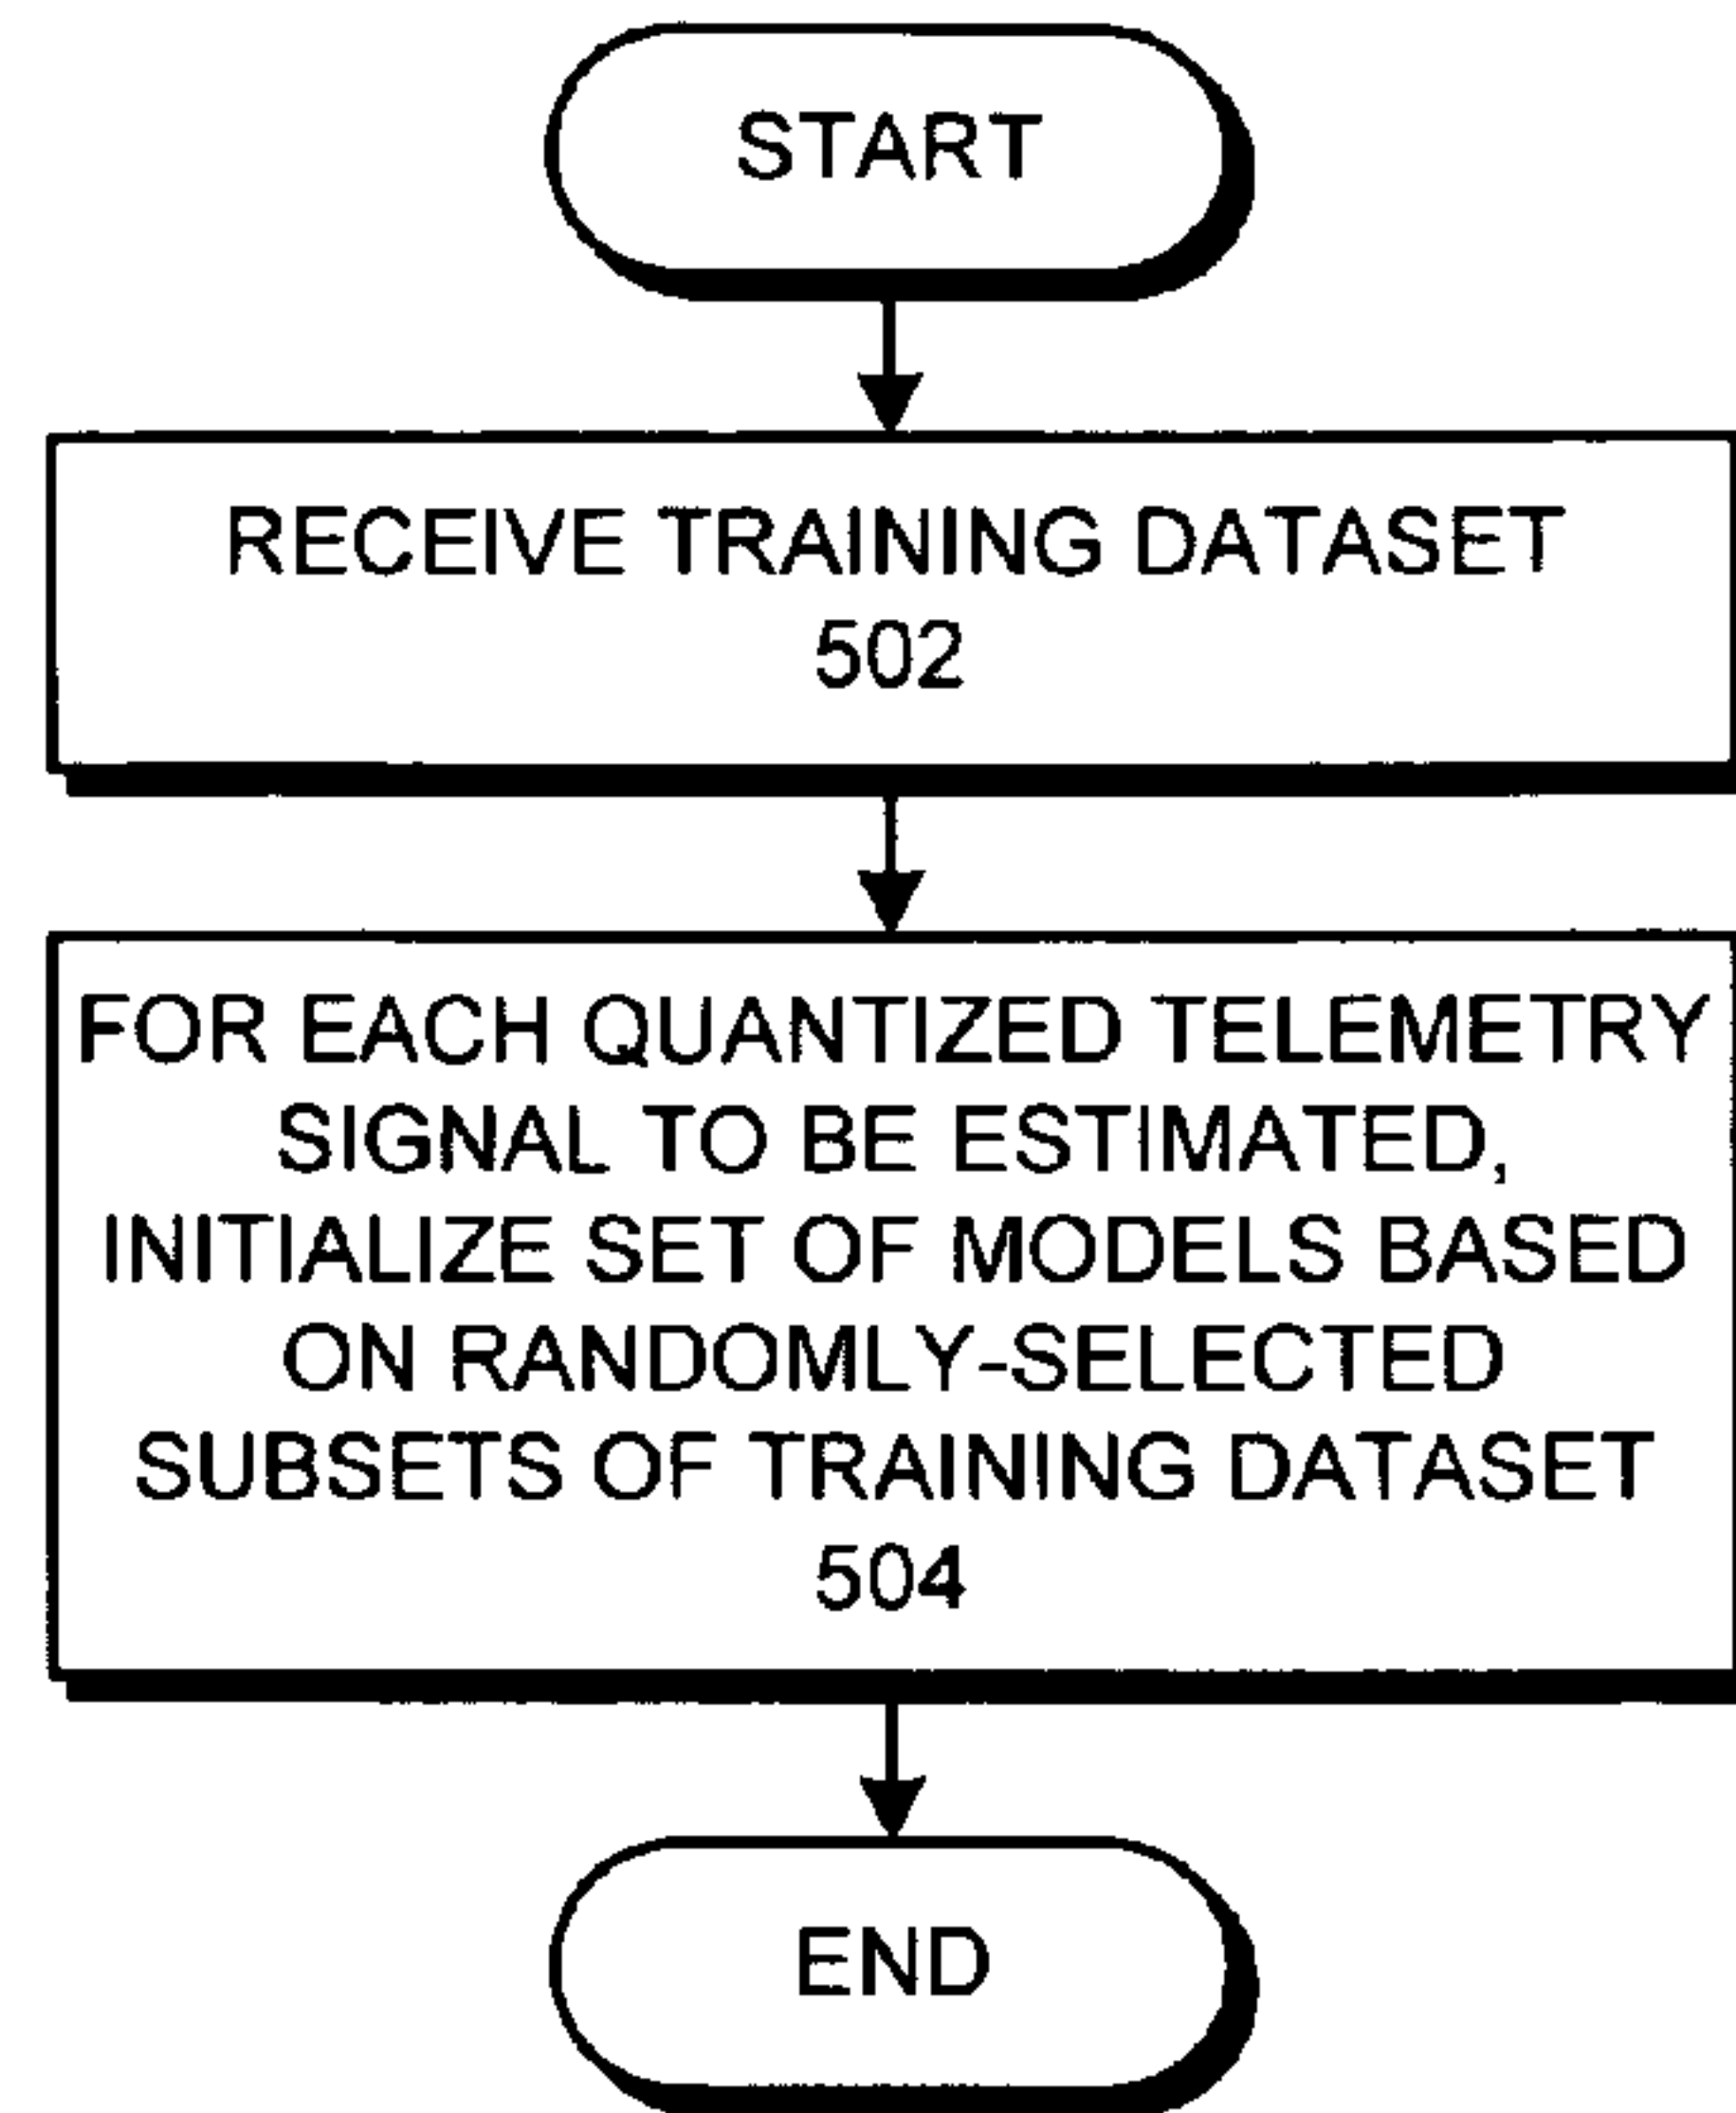 START
RECEIVE TRAINING DATASET
502
FOR EACH QUANTIZED TELEMETRY
SIGNAL TO BE ESTIMATED,
INITIALIZE SET OF MODELS BASED
ON RANDOMLY-SELECTED
SUBSETS OF TRAINING DATASET
504
END